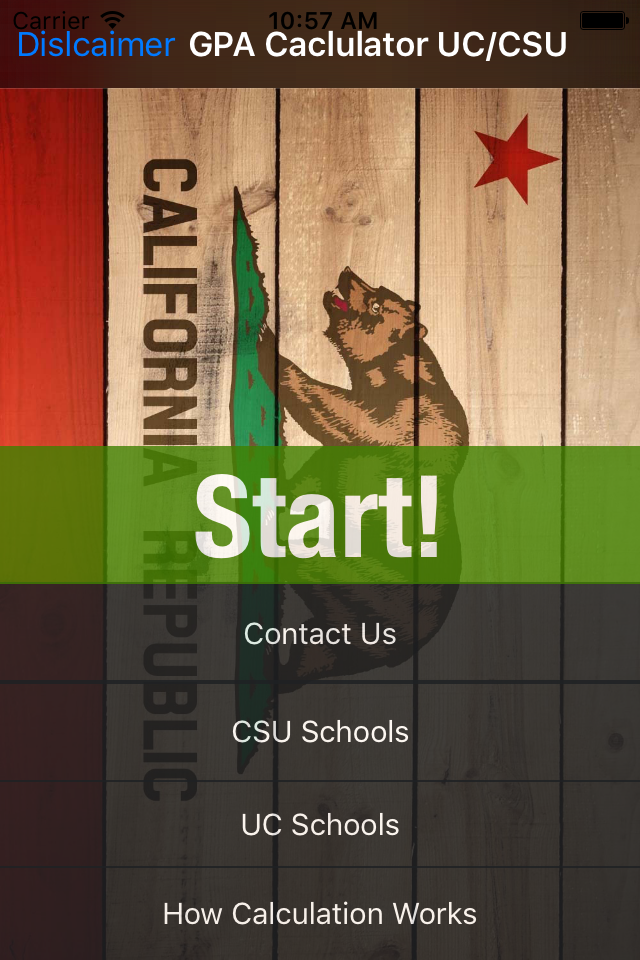 Carrier 10:57 AM
Dislcaimer GPA Caclulator UC/CSU
CALIFORNIA REPUBLIC
Start!
Contact Us
CSU Schools
UC Schools
How Calculation Works